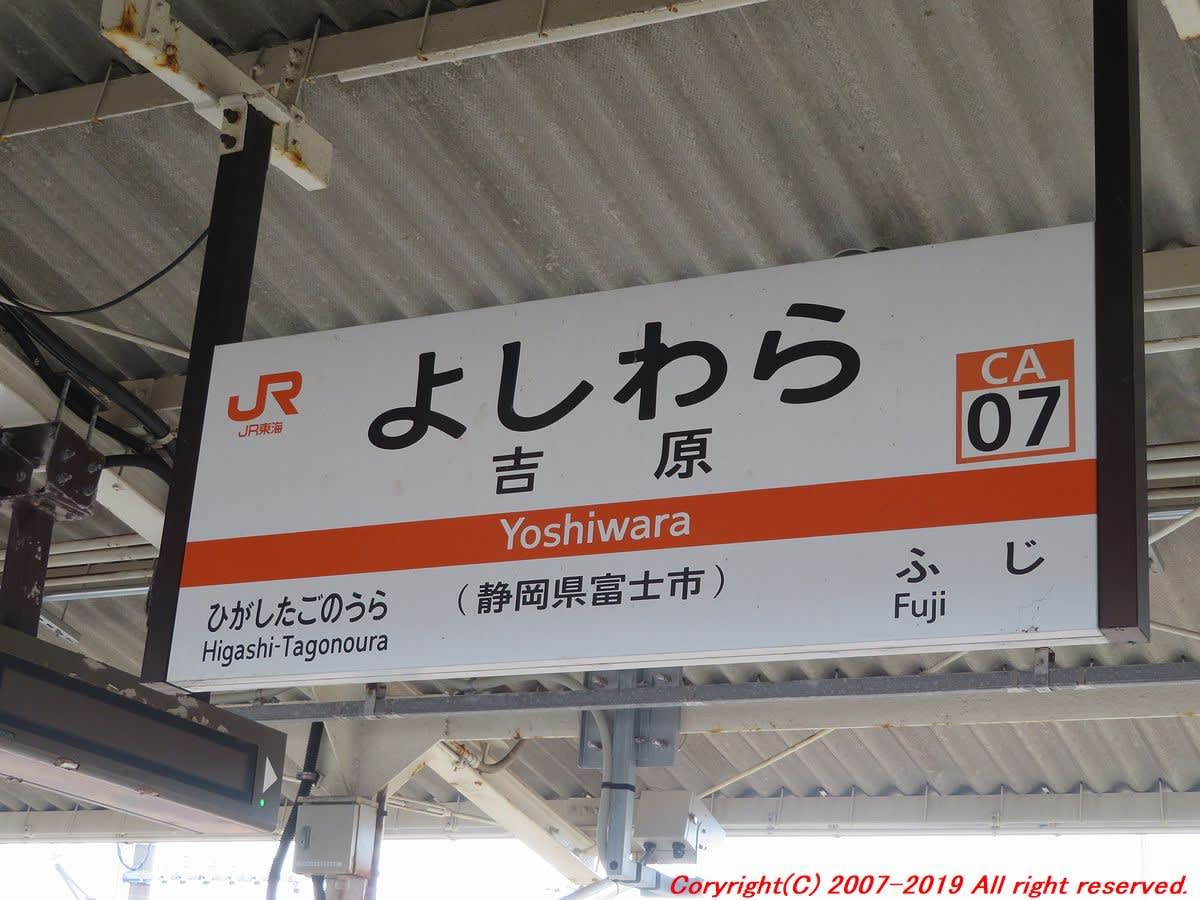 JR
JR東海
よしわら
吉原
CA
07
Yoshiwara
(静岡県富士市)
ひがしたごのうら
Higashi-Tagonoura
ふじ
Fuji
Coryright(C) 2007-2019 All right reserved.